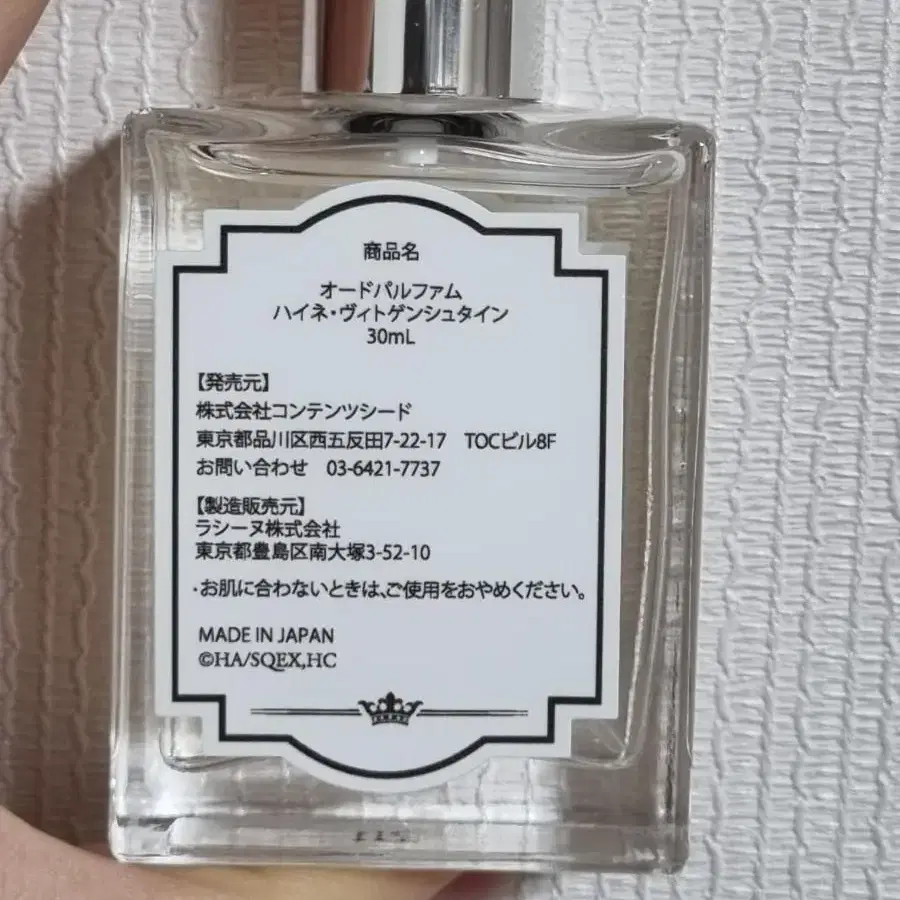 商品名
オードパルファム
ハイネ・ヴィトゲンシュタイン
30mL
【発売元】
株式会社コンテンツシード
東京都品川区西五反田7-22-17 TOCビル8F
お問い合わせ 03-6421-7737
【製造販売元】
ラシーヌ株式会社
東京都豊島区南大塚3-52-10
・お肌に合わないときは、ご使用をおやめください。
MADE IN JAPAN
©HA/SQEX,HC